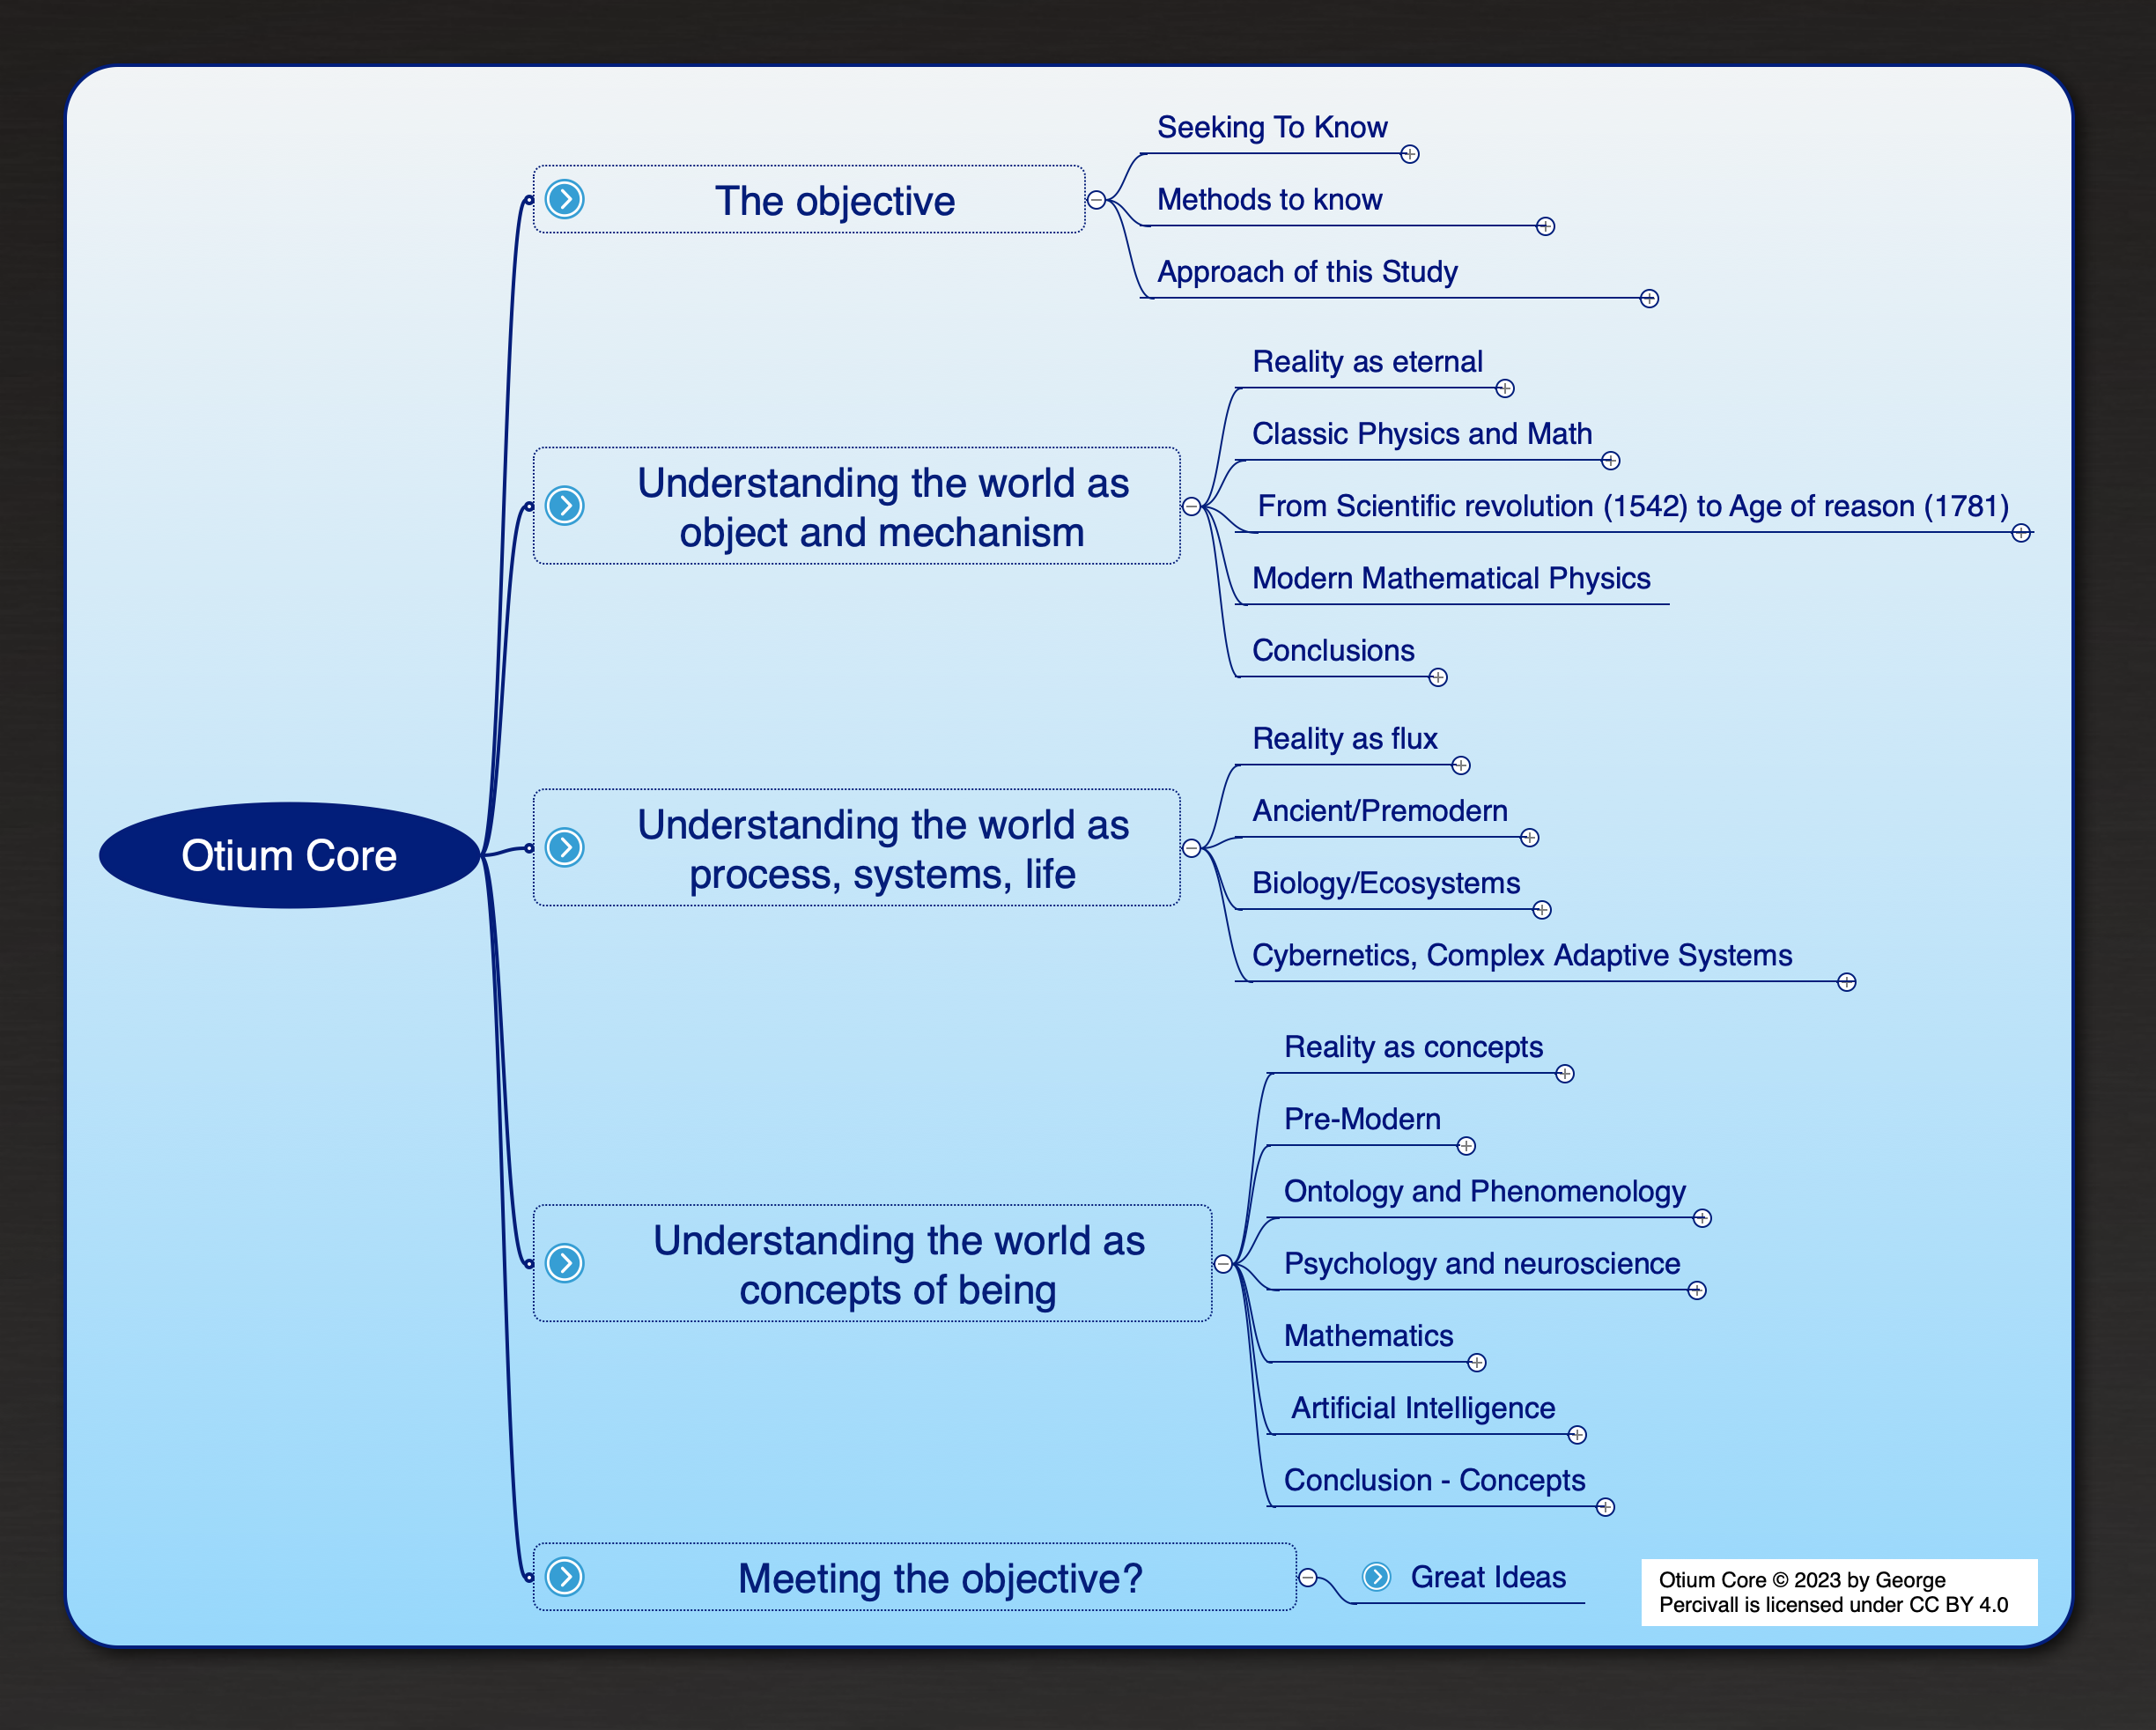 The objective
Seeking To Know
Methods to know
Approach of this Study
Understanding the world as
object and mechanism
Reality as eternal
Classic Physics and Math
From Scientific revolution (1542) to Age of reason (1781)
Modern Mathematical Physics
Conclusions
Otium Core
Understanding the world as
process, systems, life
Reality as flux
Ancient/Premodern
Biology/Ecosystems
Cybernetics, Complex Adaptive Systems
Understanding the world as
concepts of being
Reality as concepts
Pre-Modern
Ontology and Phenomenology
Psychology and neuroscience
Mathematics
Artificial Intelligence
Conclusion - Concepts
Meeting the objective?
Great Ideas
Otium Core © 2023 by George
Percivall is licensed under CC BY 4.0